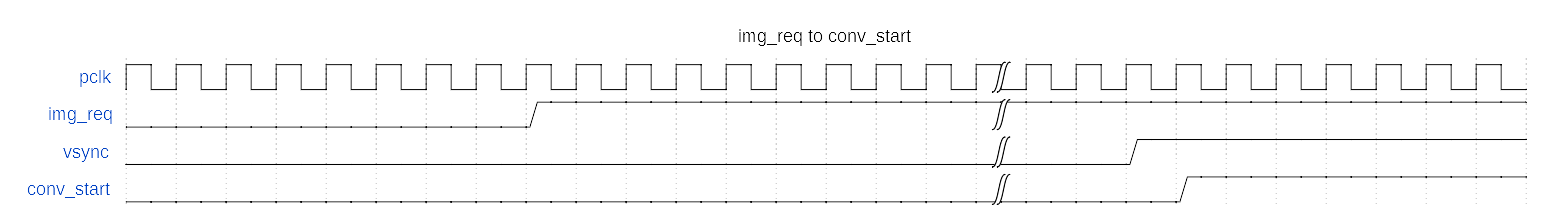 img_req to conv_start
pclk
img_req
vsync
conv_start